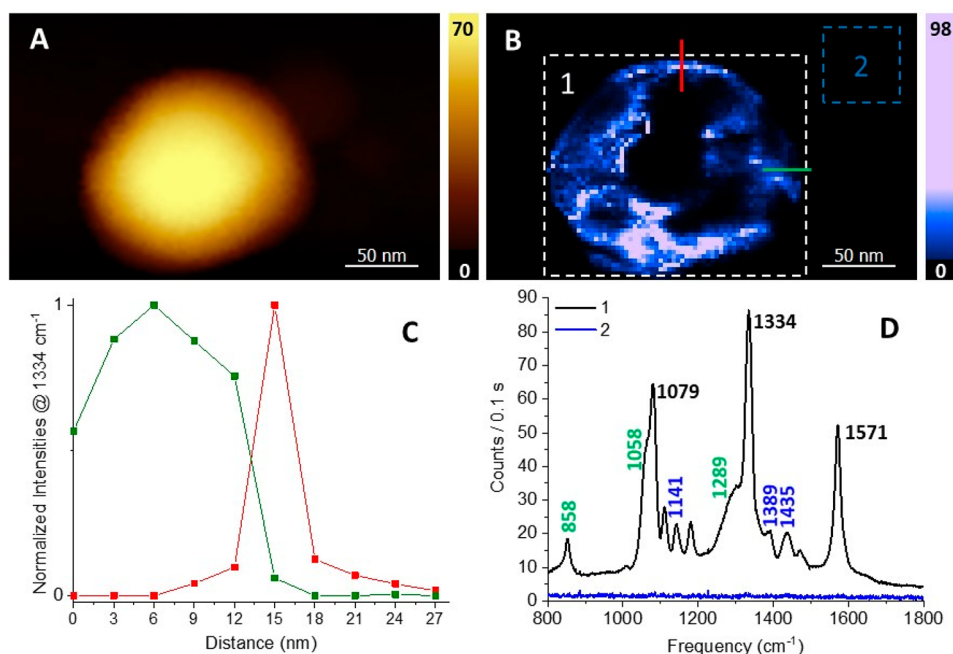 A
70
0
50 nm
B
1
2
98
0
50 nm
C
Normalized Intensities @ 1334 cm⁻¹
1
0
0 3 6 9 12 15 18 21 24 27
Distance (nm)
D
Counts / 0.1 s
90
80
70
60
50
40
30
20
10
0
1
2
858
1058
1079
1141
1289
1334
1389
1435
1571
800 1000 1200 1400 1600 1800
Frequency (cm⁻¹)